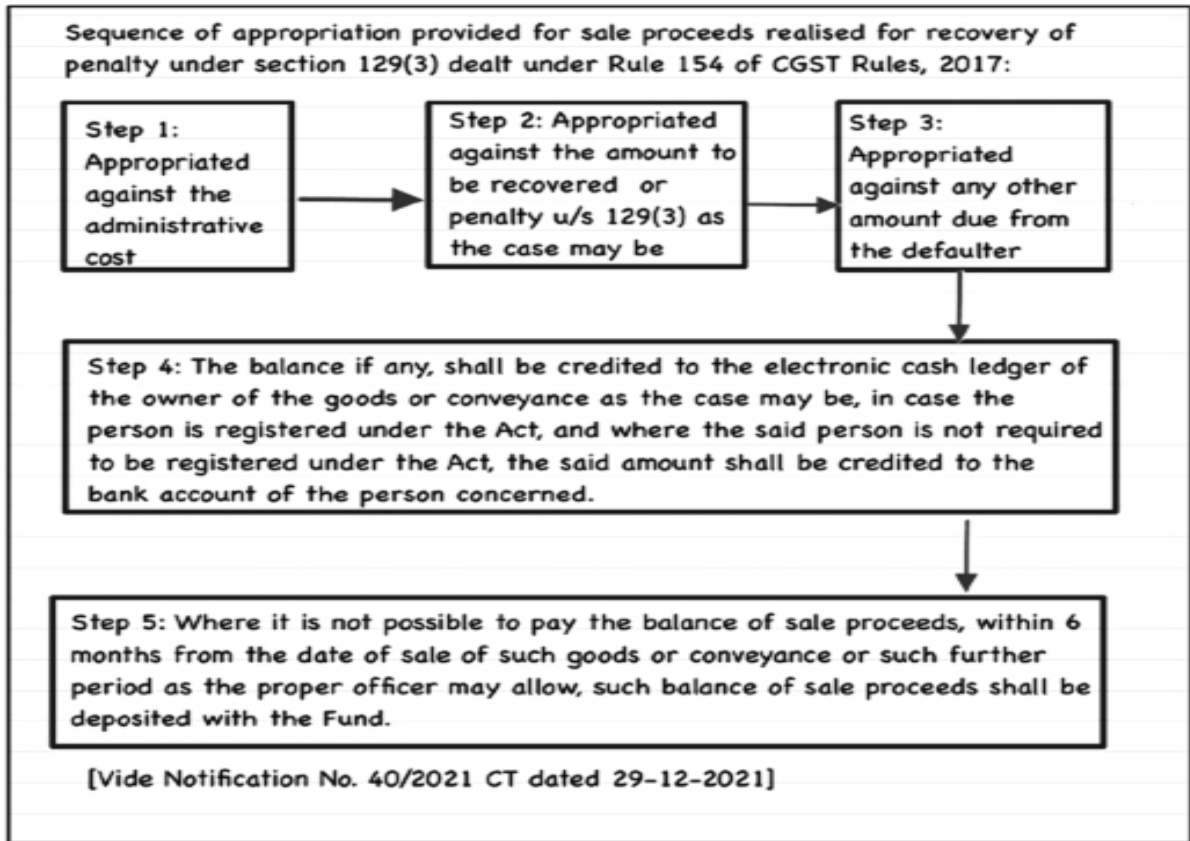 Sequence of appropriation provided for sale proceeds realised for recovery of
penalty under section 129(3) dealt under Rule 154 of CGST Rules, 2017:
Step 1:
Appropriated
against the
administrative
cost
Step 2: Appropriated
against the amount to
be recovered or
penalty u/s 129(3) as
the case may be
Step 3:
Appropriated
against any other
amount due from
the defaulter
Step 4: The balance if any, shall be credited to the electronic cash ledger of
the owner of the goods or conveyance as the case may be, in case the
person is registered under the Act, and where the said person is not required
to be registered under the Act, the said amount shall be credited to the
bank account of the person concerned.
Step 5: Where it is not possible to pay the balance of sale proceeds, within 6
months from the date of sale of such goods or conveyance or such further
period as the proper officer may allow, such balance of sale proceeds shall be
deposited with the Fund.
[Vide Notification No. 40/2021 CT dated 29-12-2021]